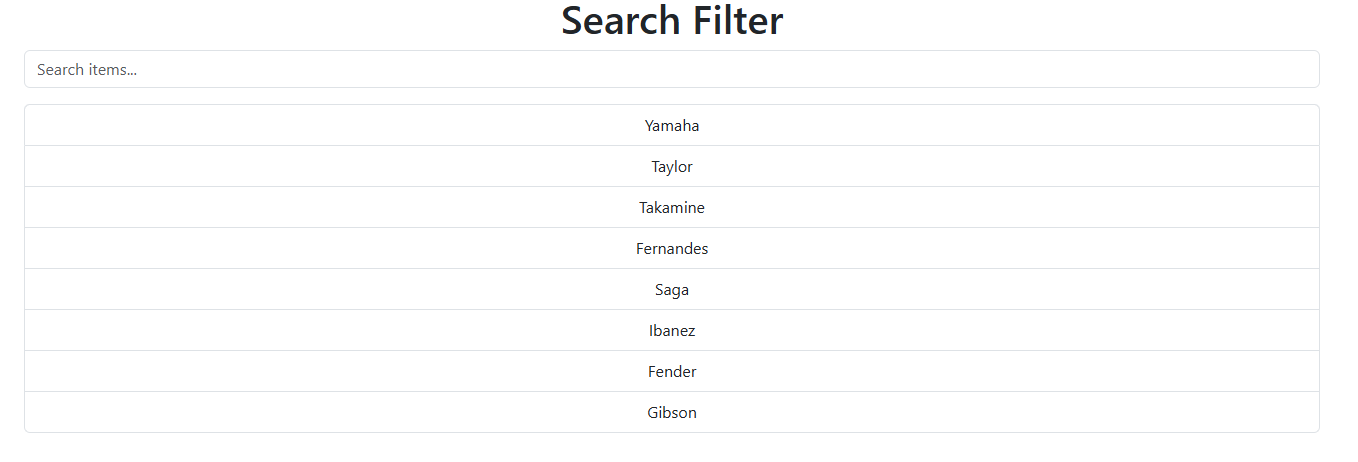 Search Filter
Search items...
Yamaha
Taylor
Takamine
Fernandes
Saga
Ibanez
Fender
Gibson